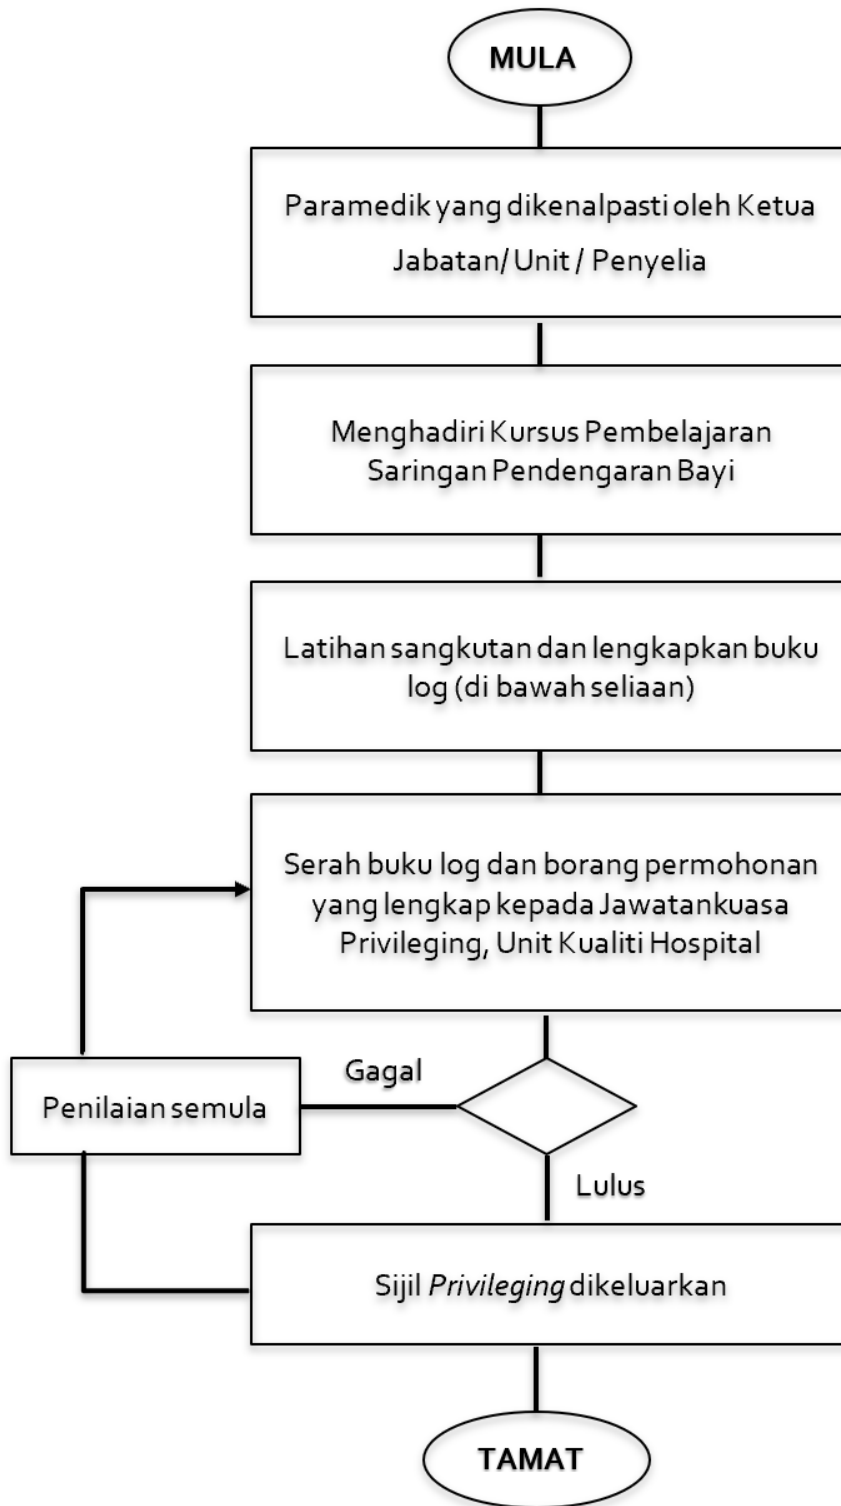 MULA
Paramedik yang dikenalpasti oleh Ketua
Jabatan/ Unit / Penyelia
Menghadiri Kursus Pembelajaran
Saringan Pendengaran Bayi
Latihan sangkutan dan lengkapkan buku
log (di bawah seliaan)
Serah buku log dan borang permohonan
yang lengkap kepada Jawatankuasa
Privileging, Unit Kualiti Hospital
Gagal
Penilaian semula
Lulus
Sijil Privileging dikeluarkan
TAMAT